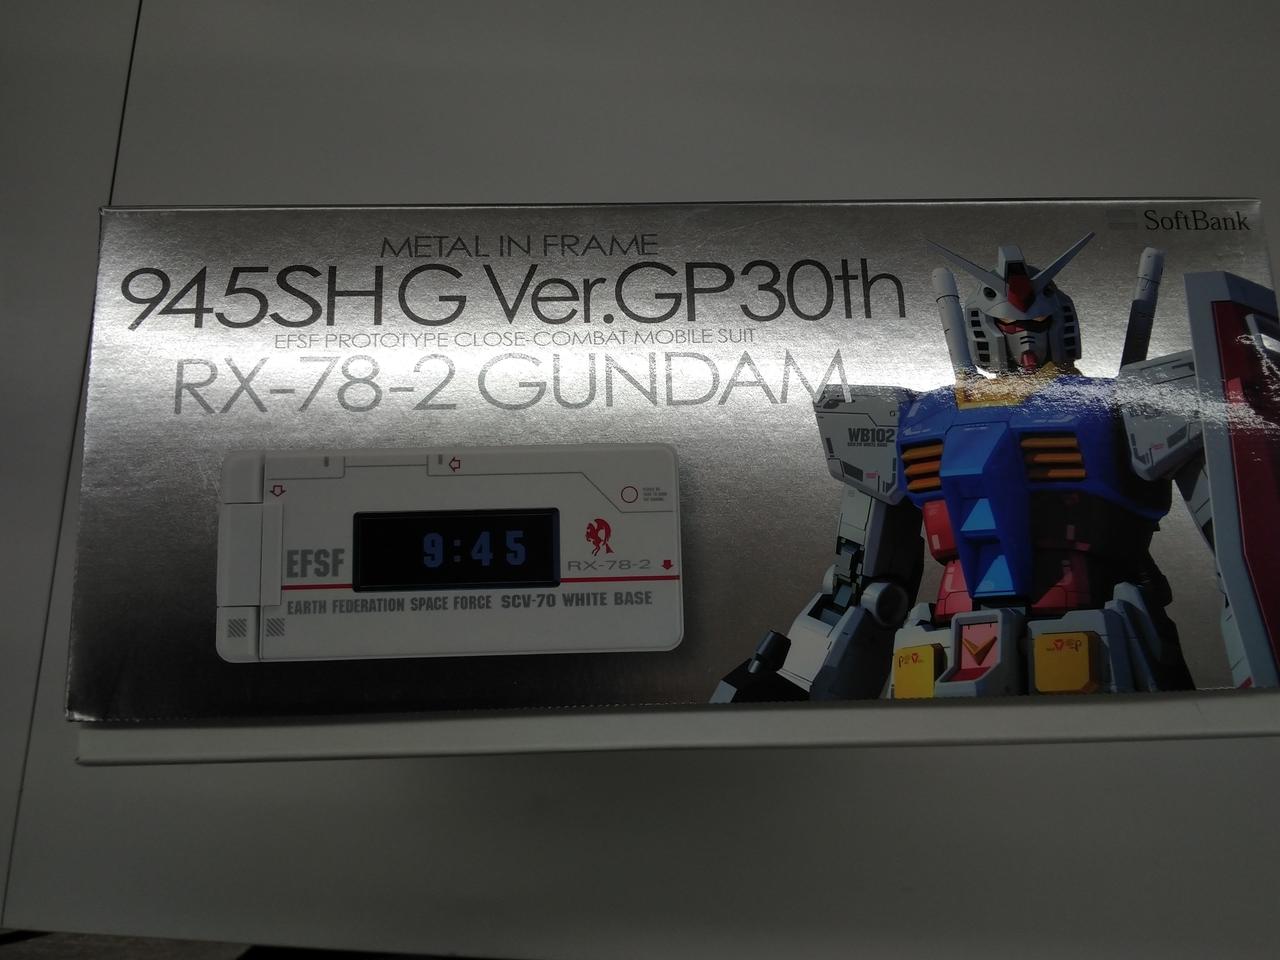 SoftBank
METAL IN FRAME
945SH G Ver.GP30th
EFSF PROTOTYPE CLOSE-COMBAT MOBILE SUIT
RX-78-2 GUNDAM
WB102
EFSF
9:45
RX-78-2
EARTH FEDERATION SPACE FORCE SCV-70 WHITE BASE